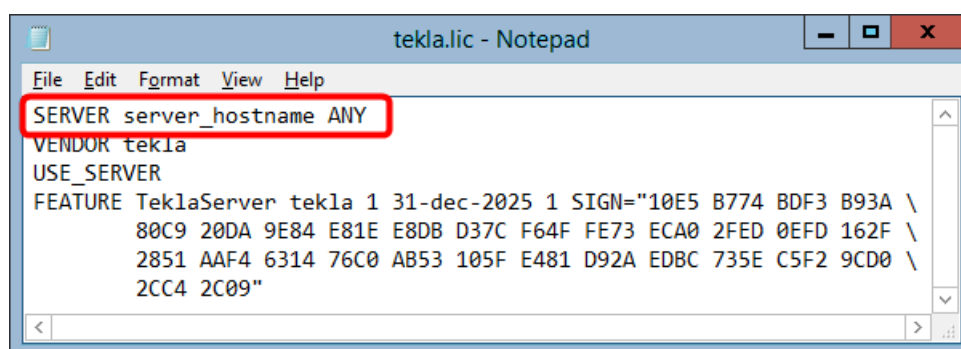 tekla.lic - Notepad
File Edit Format View Help
SERVER server_hostname ANY
VENDOR tekla
USE_SERVER
FEATURE TeklaServer tekla 1 31-dec-2025 1 SIGN="10E5 B774 BDF3 B93A \
80C9 20DA 9E84 E81E E8DB D37C F64F FE73 ECA0 2FED 0EFD 162F \
2851 AAF4 6314 76C0 AB53 105F E481 D92A EDBC 735E C5F2 9CD0 \
2CC4 2C09"